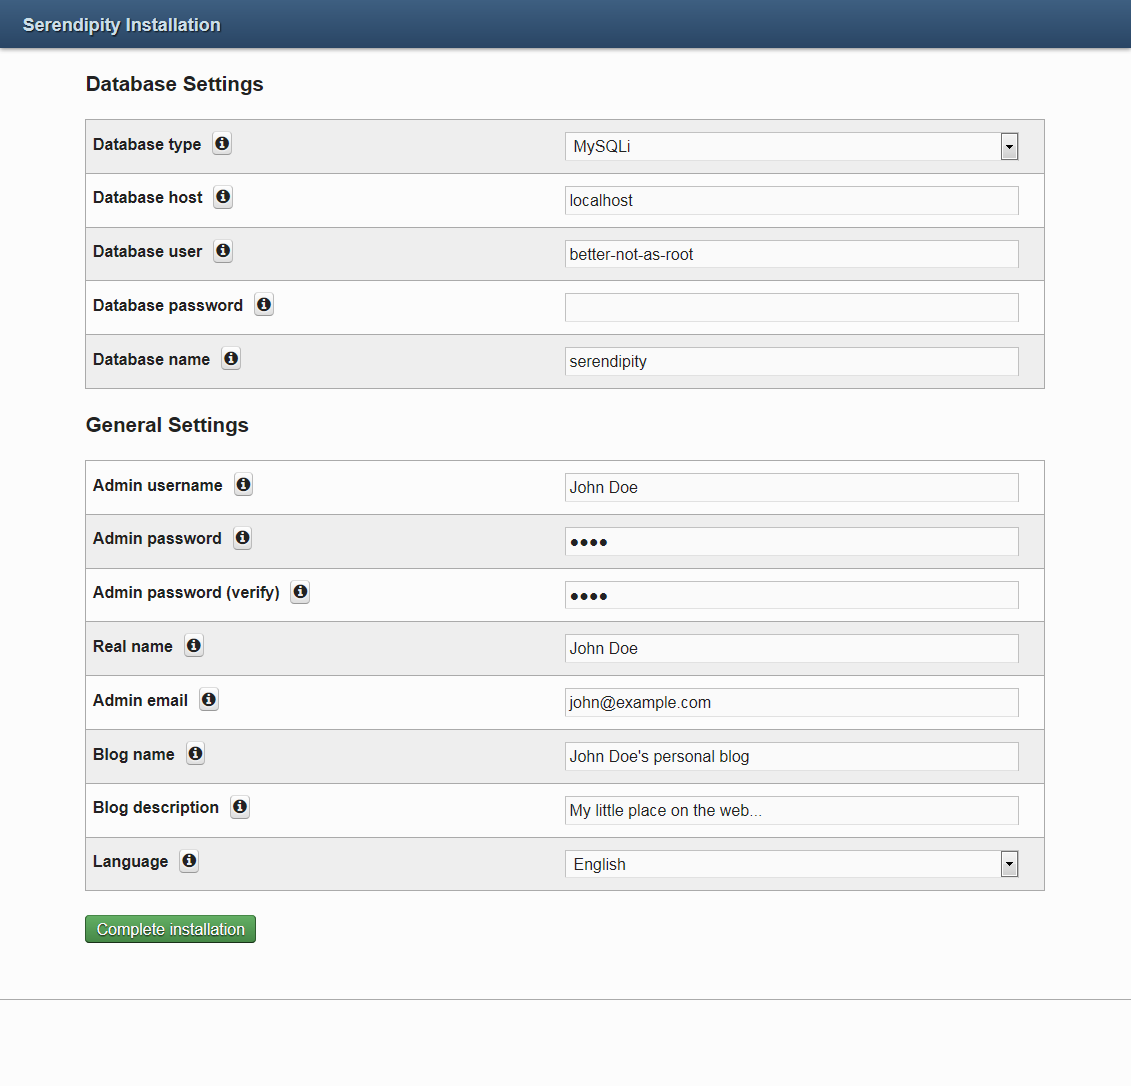 Serendipity Installation
Database Settings
Database type
MySQLi
Database host
localhost
Database user
better-not-as-root
Database password
Database name
serendipity
General Settings
Admin username
John Doe
Admin password
●●●●
Admin password (verify)
●●●●
Real name
John Doe
Admin email
john@example.com
Blog name
John Doe's personal blog
Blog description
My little place on the web...
Language
English
Complete installation